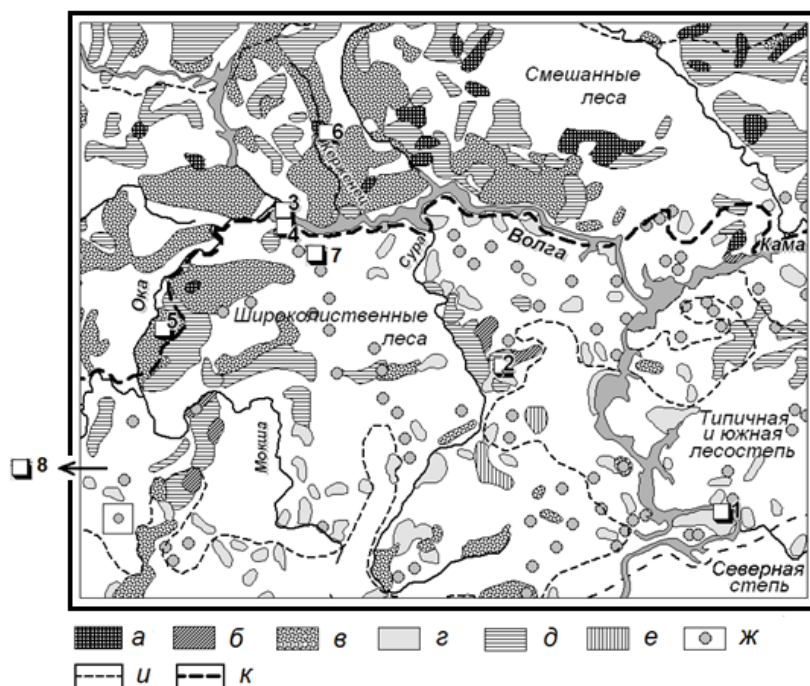 Смешанные
леса
6
Керженец
3
4
7
Волга
Кама
Сура
Ока
Широколиственные
леса
5
2
Типичная
и южная
лесостепь
Мокша
8
1
Северная
степь
а б в г д е ж
и к